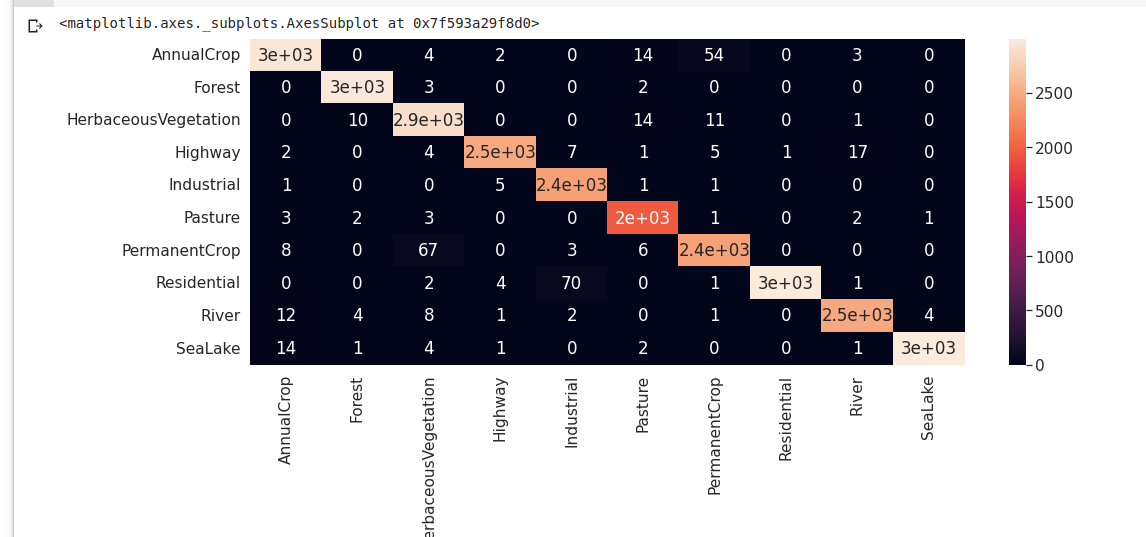 <matplotlib.axes._subplots.AxesSubplot at 0x7f593a29f8d0>
AnnualCrop 3e+03 0 4 2 0 14 54 0 3 0
Forest 0 3e+03 3 0 0 2 0 0 0 0
HerbaceousVegetation 0 10 2.9e+03 0 0 14 11 0 1 0
Highway 2 0 4 2.5e+03 7 1 5 1 17 0
Industrial 1 0 0 5 2.4e+03 1 1 0 0 0
Pasture 3 2 3 0 0 2e+03 1 0 2 1
PermanentCrop 8 0 67 0 3 6 2.4e+03 0 0 0
Residential 0 0 2 4 70 0 1 3e+03 1 0
River 12 4 8 1 2 0 1 0 2.5e+03 4
SeaLake 14 1 4 1 0 2 0 0 1 3e+03
AnnualCrop
Forest
erbaceousVegetation
Highway
Industrial
Pasture
PermanentCrop
Residential
River
SeaLake
2500
2000
1500
1000
500
0